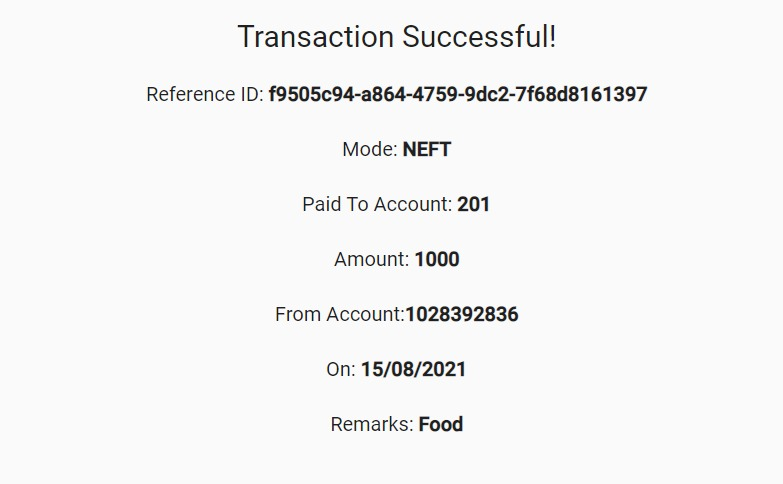 Transaction Successful!
Reference ID: f9505c94-a864-4759-9dc2-7f68d8161397
Mode: NEFT
Paid To Account: 201
Amount: 1000
From Account:1028392836
On: 15/08/2021
Remarks: Food